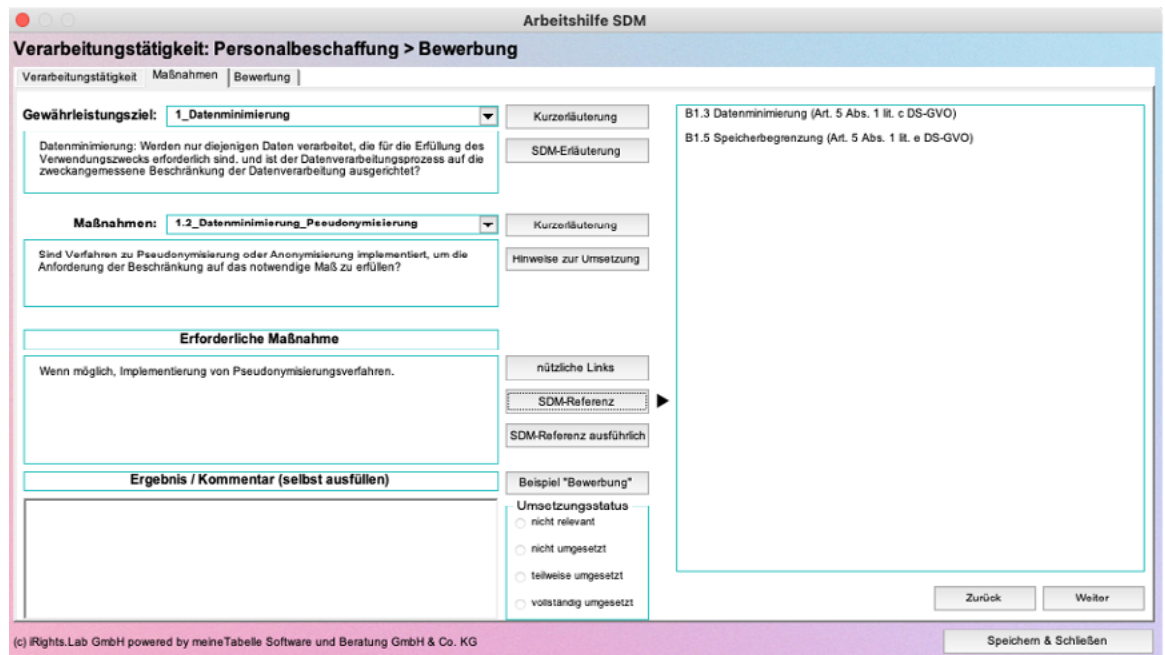 Arbeitshilfe SDM
Verarbeitungstätigkeit: Personalbeschaffung > Bewerbung
Verarbeitungstätigkeit Maßnahmen Bewertung
Gewährleistungsziel: 1_Datenminimierung
Kurzerläuterung
Datenminimierung: Werden nur diejenigen Daten verarbeitet, die für die Erfüllung des
Verwendungszwecks erforderlich sind, und ist der Datenverarbeitungsprozess auf die
zweckangemessene Beschränkung der Datenverarbeitung ausgerichtet?
SDM-Erläuterung
Maßnahmen: 1.2_Datenminimierung_Pseudonymisierung
Kurzerläuterung
Sind Verfahren zu Pseudonymisierung oder Anonymisierung implementiert, um die
Anforderung der Beschränkung auf das notwendige Maß zu erfüllen?
Hinweise zur Umsetzung
Erforderliche Maßnahme
Wenn möglich, Implementierung von Pseudonymisierungsverfahren.
nützliche Links
SDM-Referenz
SDM-Referenz ausführlich
Ergebnis / Kommentar (selbst ausfüllen)
Beispiel "Bewerbung"
Umsetzungsstatus
nicht relevant
nicht umgesetzt
teilweise umgesetzt
vollständig umgesetzt
B1.3 Datenminimierung (Art. 5 Abs. 1 lit. c DS-GVO)
B1.5 Speicherbegrenzung (Art. 5 Abs. 1 lit. e DS-GVO)
Zurück
Weiter
(c) iRights.Lab GmbH powered by meineTabelle Software und Beratung GmbH & Co. KG
Speichern & Schließen